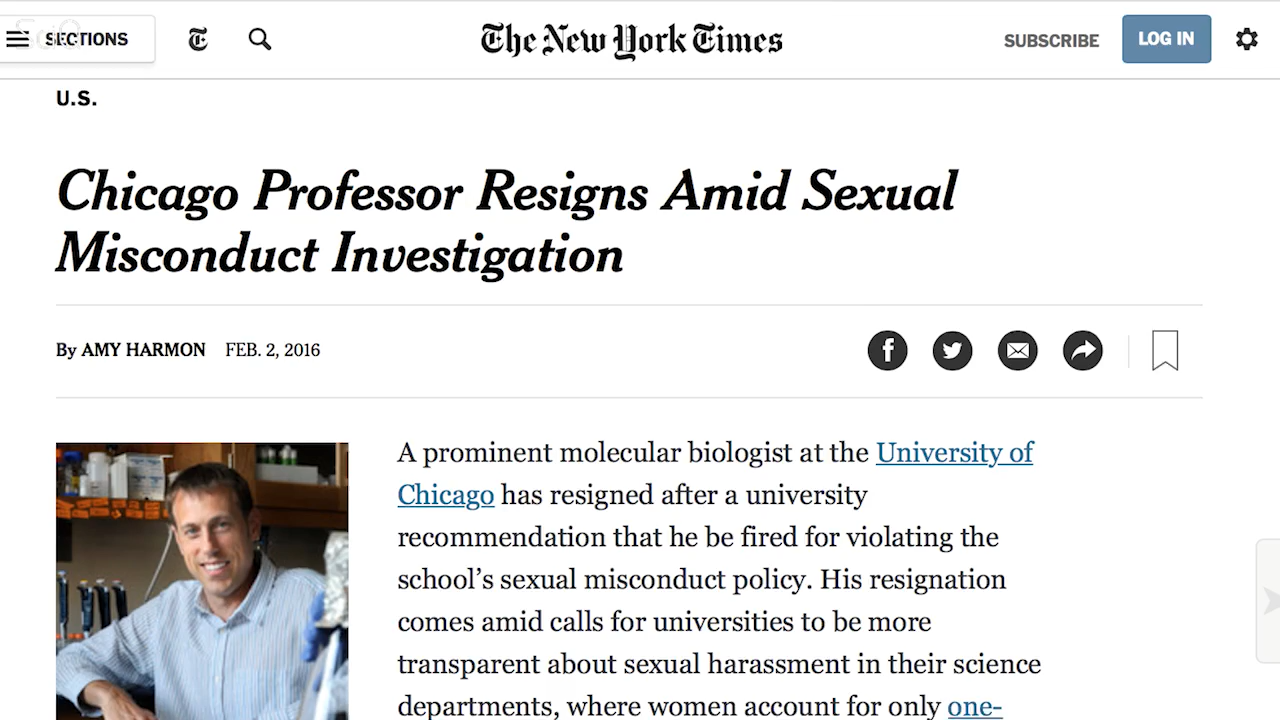 SECTIONS
The New York Times
SUBSCRIBE
LOG IN
U.S.
Chicago Professor Resigns Amid Sexual
Misconduct Investigation
By AMY HARMON FEB. 2, 2016
A prominent molecular biologist at the University of
Chicago has resigned after a university
recommendation that he be fired for violating the
school’s sexual misconduct policy. His resignation
comes amid calls for universities to be more
transparent about sexual harassment in their science
departments, where women account for only one-